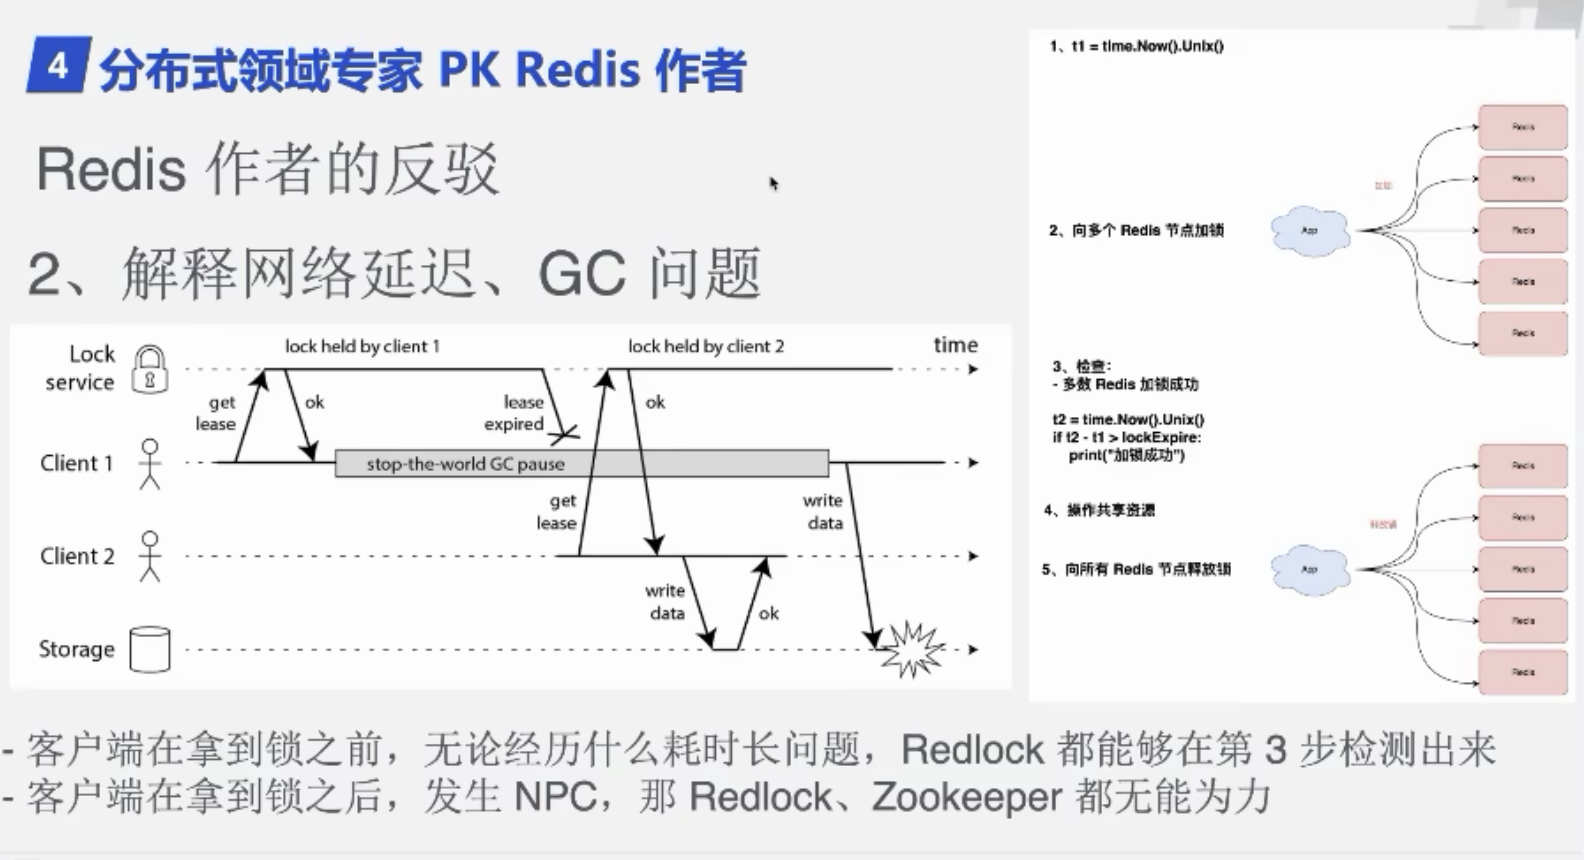 4 分布式领域专家 PK Redis 作者
Redis 作者的反驳
2、解释网络延迟、GC 问题
Lock service
lock held by client 1
lock held by client 2
time
get lease
ok
lease expired
ok
Client 1
stop-the-world GC pause
get lease
write data
Client 2
write data
ok
Storage
1、t1 = time.Now().Unix()
2、向多个 Redis 节点加锁
App
加锁
Redis
Redis
Redis
Redis
Redis
3、检查:
- 多数 Redis 加锁成功
t2 = time.Now().Unix()
if t2 - t1 > lockExpire:
print("加锁成功")
4、操作共享资源
5、向所有 Redis 节点释放锁
App
释放锁
Redis
Redis
Redis
Redis
Redis
- 客户端在拿到锁之前，无论经历什么耗时长问题，Redlock 都能够在第 3 步检测出来
- 客户端在拿到锁之后，发生 NPC，那 Redlock、Zookeeper 都无能为力